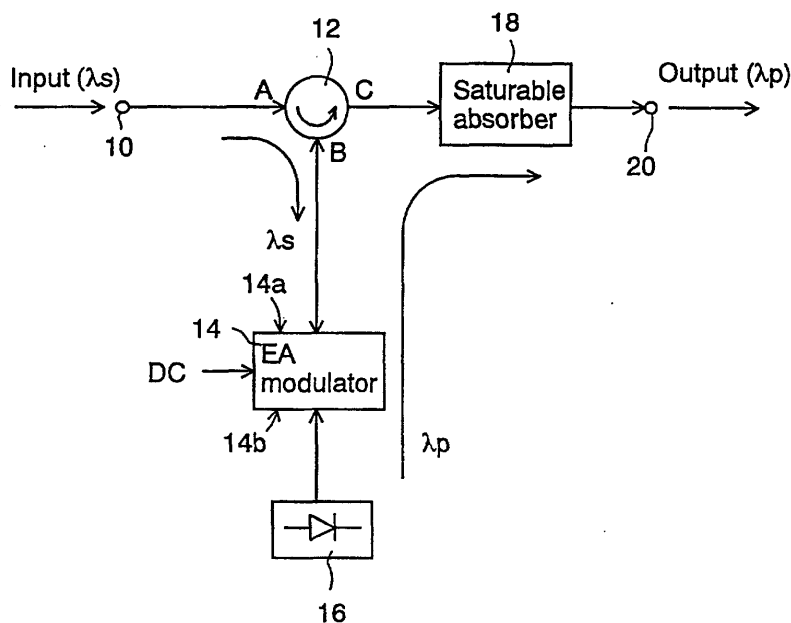 12
18
Input (λs)
A
C
Saturable
absorber
Output (λp)
10
B
20
λs
14a
14
EA
modulator
DC
14b
λp
16